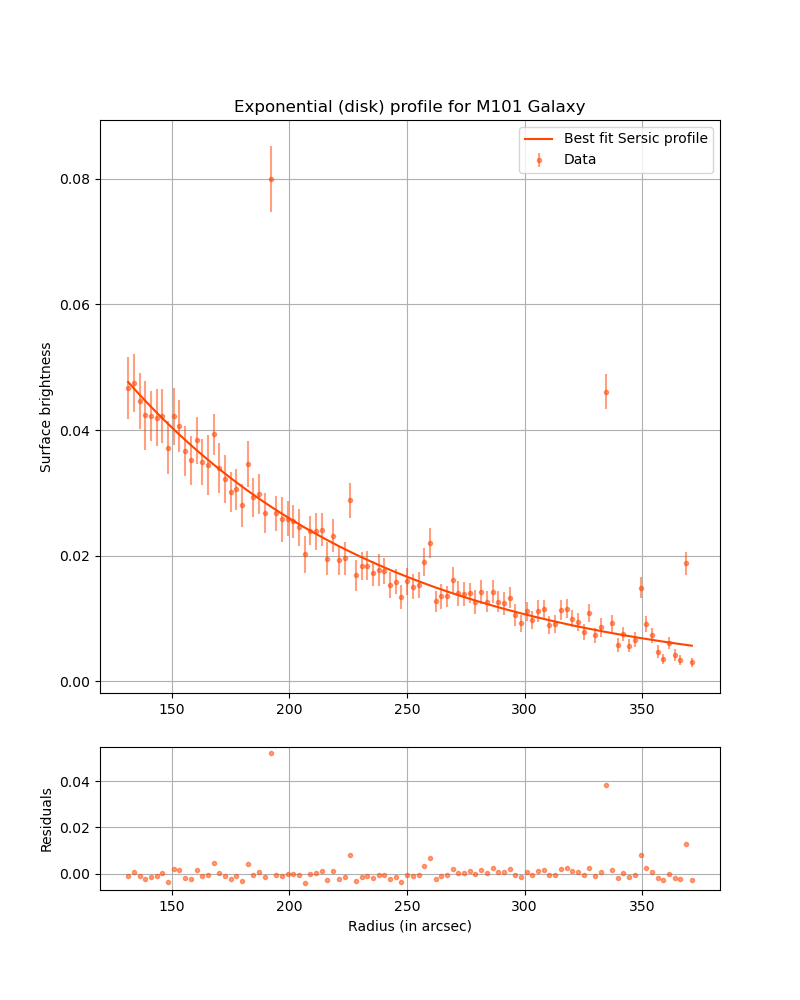 Exponential (disk) profile for M101 Galaxy
Best fit Sersic profile
Data
0.08
0.06
0.04
0.02
0.00
Surface brightness
150 200 250 300 350
0.04
0.02
0.00
Residuals
150 200 250 300 350
Radius (in arcsec)